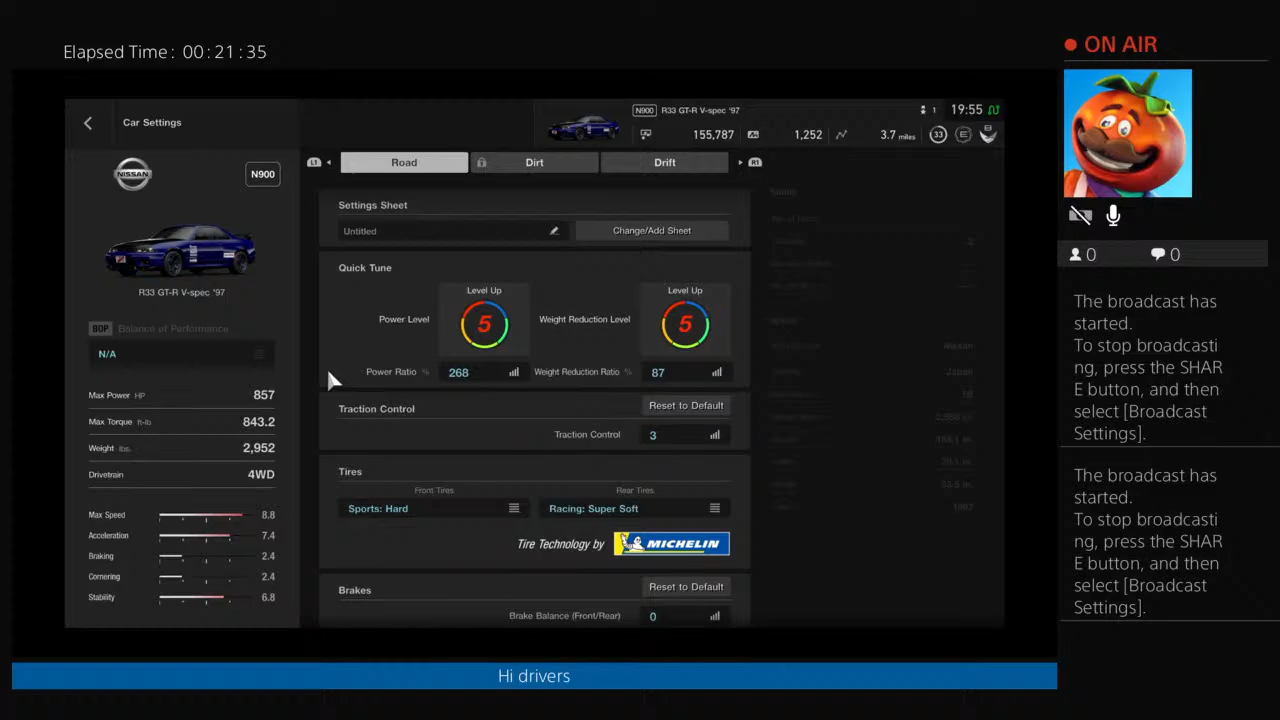 Elapsed Time: 00:21:35
ON AIR
Car Settings
N900 R33 GT-R V-spec '97
1
19:55
155,787
1,252
3.7 miles
33
E
NISSAN
N900
R33 GT-R V-spec '97
BOP Balance of Performance
N/A
Max Power HP 857
Max Torque ft-lb 843.2
Weight lbs. 2,952
Drivetrain 4WD
Max Speed 8.8
Acceleration 7.4
Braking 2.4
Cornering 2.4
Stability 6.8
L1 Road Dirt Drift R1
Settings Sheet
Untitled Change/Add Sheet
Quick Tune
Level Up Level Up
Power Level 5 Weight Reduction Level 5
Power Ratio % 268 Weight Reduction Ratio % 87
Traction Control Reset to Default
Traction Control 3
Tires
Front Tires Rear Tires
Sports: Hard Racing: Super Soft
Tire Technology by MICHELIN
Brakes Reset to Default
Brake Balance (Front/Rear) 0
Nissan
Japan
1997
0 0
The broadcast has
started.
To stop broadcasti
ng, press the SHAR
E button, and then
select [Broadcast
Settings].
The broadcast has
started.
To stop broadcasti
ng, press the SHAR
E button, and then
select [Broadcast
Settings].
Hi drivers